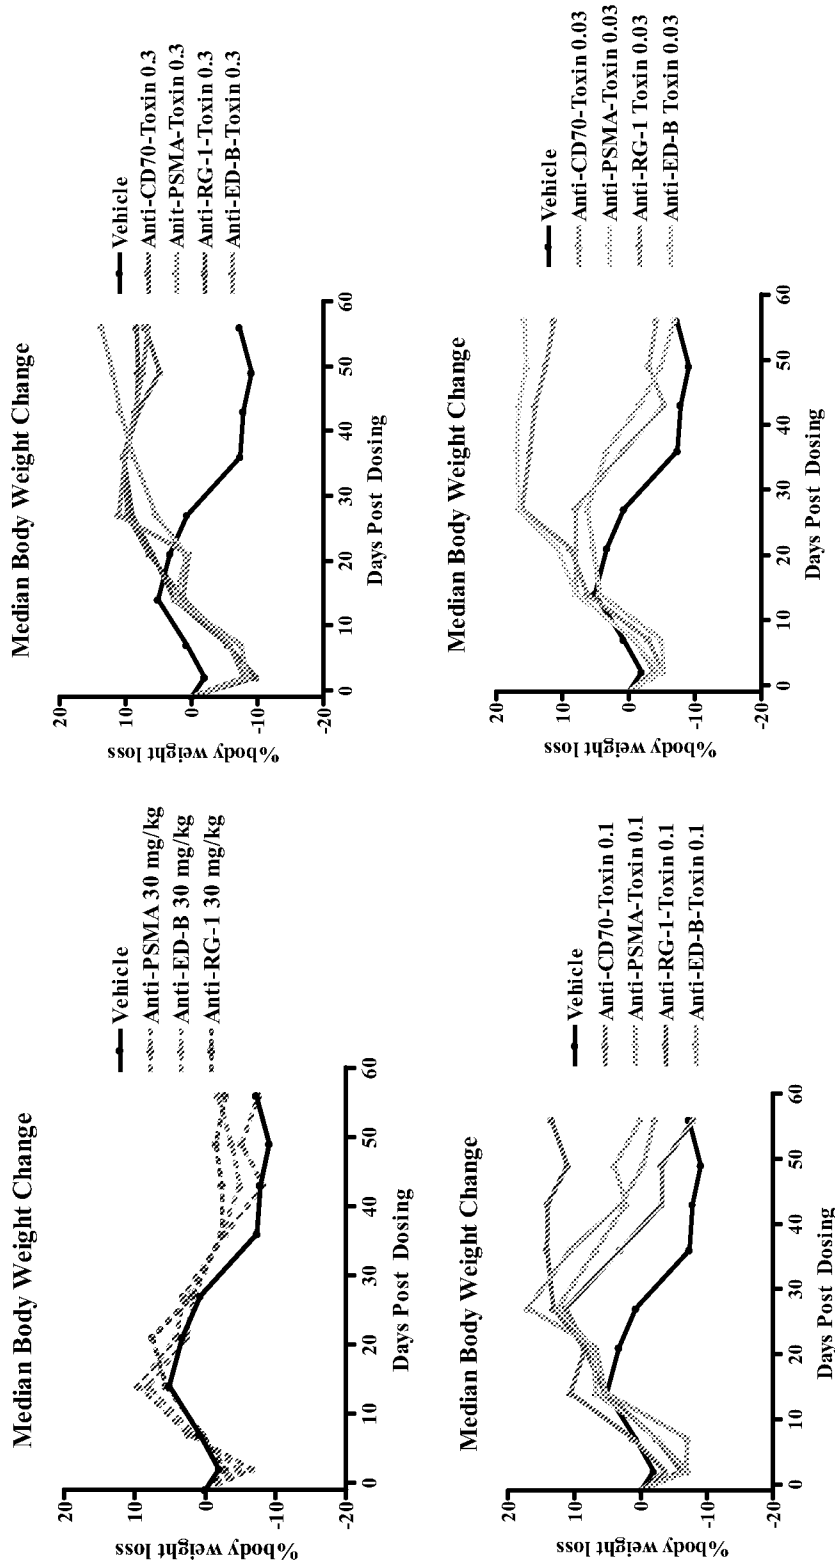 Median Body Weight Change
%body weight loss
20
10
0
-10
-20
0 10 20 30 40 50 60
Days Post Dosing
Vehicle
Anti-PSMA 30 mg/kg
Anti-ED-B 30 mg/kg
Anti-RG-1 30 mg/kg
Median Body Weight Change
%body weight loss
20
10
0
-10
-20
0 10 20 30 40 50 60
Days Post Dosing
Vehicle
Anti-CD70-Toxin 0.3
Anit-PSMA-Toxin 0.3
Anti-RG-1-Toxin 0.3
Anti-ED-B-Toxin 0.3
Median Body Weight Change
%body weight loss
20
10
0
-10
-20
0 10 20 30 40 50 60
Days Post Dosing
Vehicle
Anti-CD70-Toxin 0.1
Anti-PSMA-Toxin 0.1
Anti-RG-1-Toxin 0.1
Anti-ED-B-Toxin 0.1
Median Body Weight Change
%body weight loss
20
10
0
-10
-20
0 10 20 30 40 50 60
Days Post Dosing
Vehicle
Anti-CD70-Toxin 0.03
Anti-PSMA-Toxin 0.03
Anti-RG-1 Toxin 0.03
Anti-ED-B Toxin 0.03